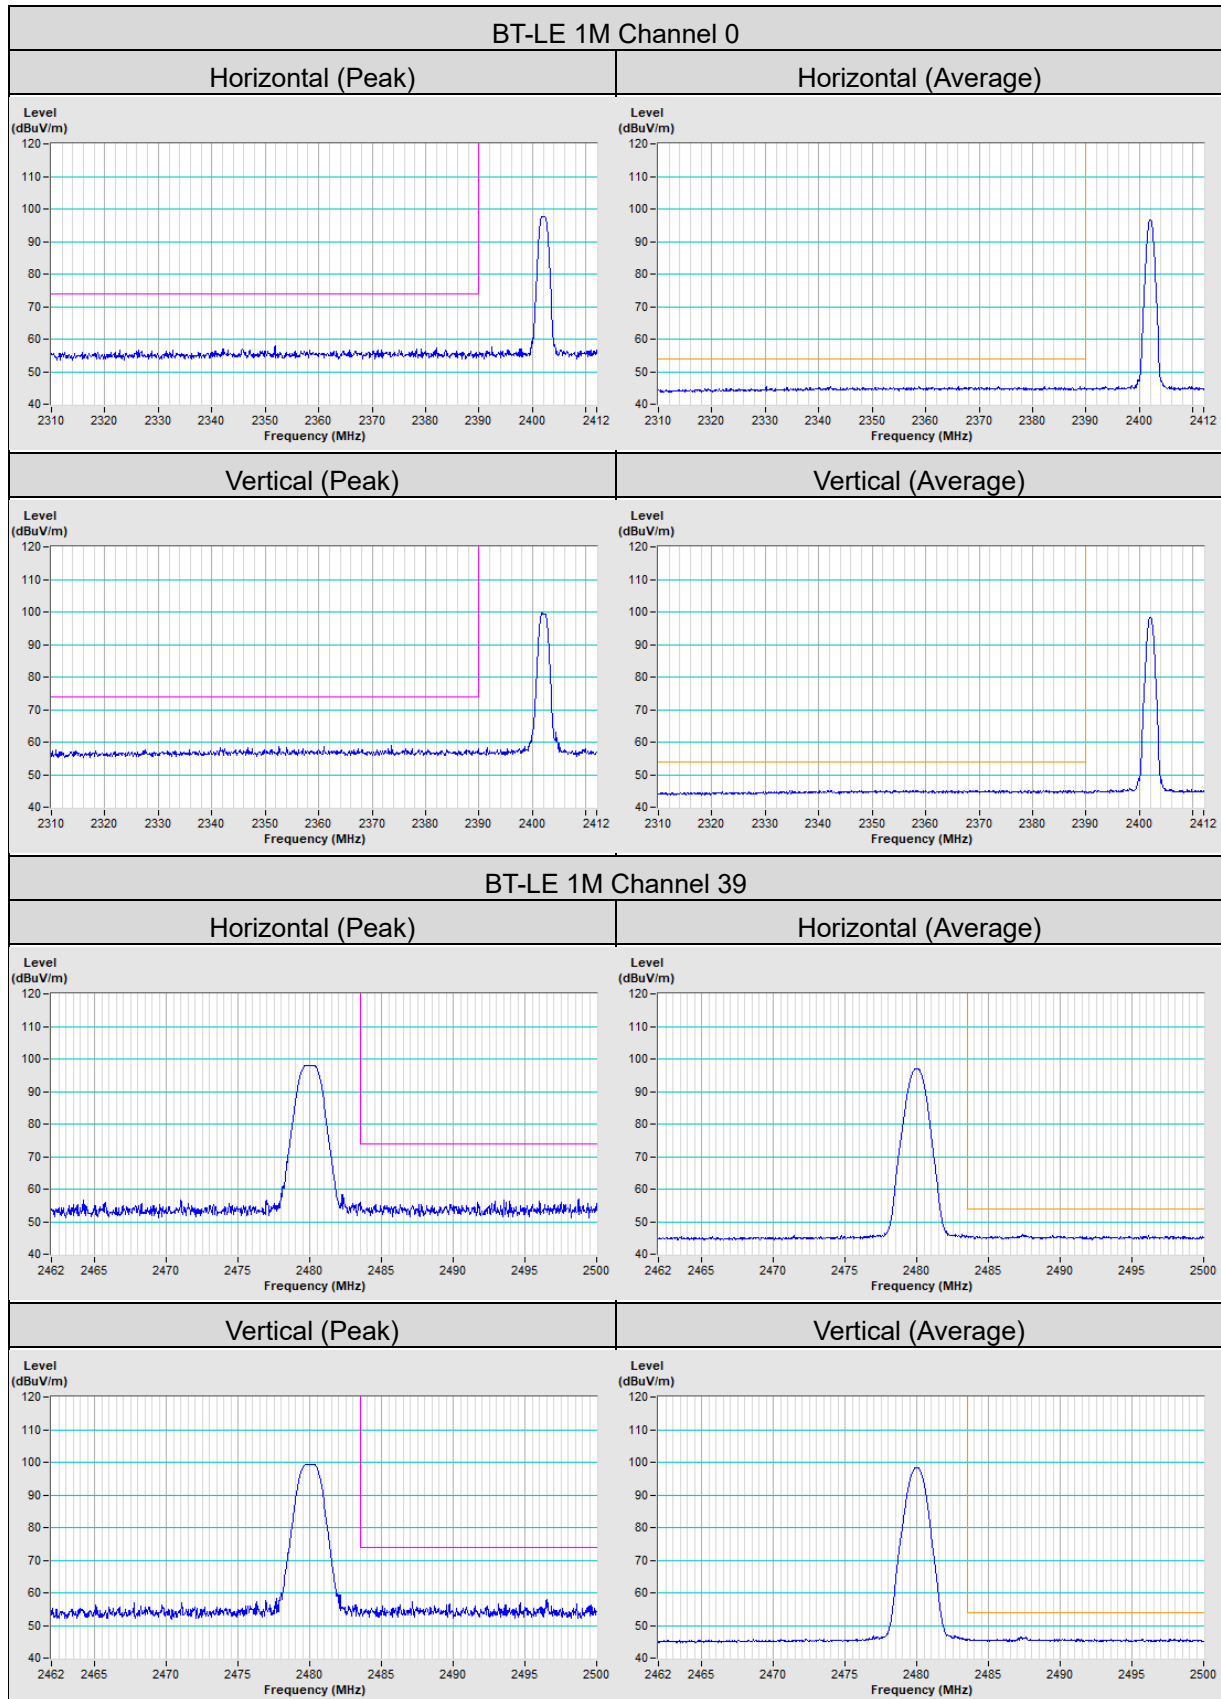 BT-LE 1M Channel 0
Horizontal (Peak)
Horizontal (Average)
Level
(dBuV/m)
120
110
100
90
80
70
60
50
40
2310 2320 2330 2340 2350 2360 2370 2380 2390 2400 2412
Frequency (MHz)
Level
(dBuV/m)
120
110
100
90
80
70
60
50
40
2310 2320 2330 2340 2350 2360 2370 2380 2390 2400 2412
Frequency (MHz)
Vertical (Peak)
Vertical (Average)
Level
(dBuV/m)
120
110
100
90
80
70
60
50
40
2310 2320 2330 2340 2350 2360 2370 2380 2390 2400 2412
Frequency (MHz)
Level
(dBuV/m)
120
110
100
90
80
70
60
50
40
2310 2320 2330 2340 2350 2360 2370 2380 2390 2400 2412
Frequency (MHz)
BT-LE 1M Channel 39
Horizontal (Peak)
Horizontal (Average)
Level
(dBuV/m)
120
110
100
90
80
70
60
50
40
2462 2465 2470 2475 2480 2485 2490 2495 2500
Frequency (MHz)
Level
(dBuV/m)
120
110
100
90
80
70
60
50
40
2462 2465 2470 2475 2480 2485 2490 2495 2500
Frequency (MHz)
Vertical (Peak)
Vertical (Average)
Level
(dBuV/m)
120
110
100
90
80
70
60
50
40
2462 2465 2470 2475 2480 2485 2490 2495 2500
Frequency (MHz)
Level
(dBuV/m)
120
110
100
90
80
70
60
50
40
2462 2465 2470 2475 2480 2485 2490 2495 2500
Frequency (MHz)